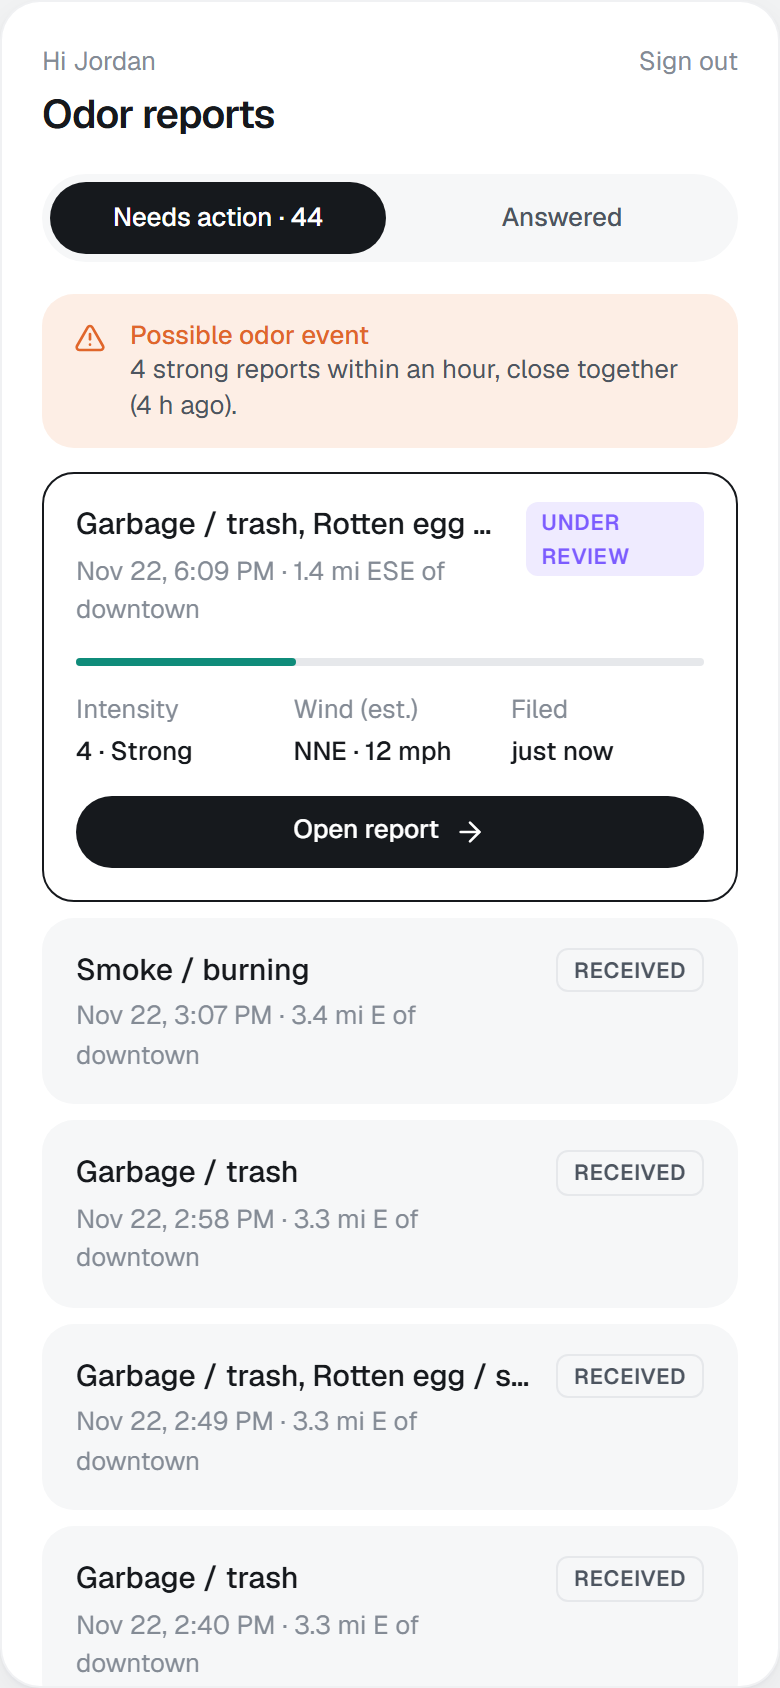 Hi Jordan
Sign out
Odor reports
Needs action · 44
Answered
Possible odor event
4 strong reports within an hour, close together
(4 h ago).
Garbage / trash, Rotten egg ...
UNDER
REVIEW
Nov 22, 6:09 PM · 1.4 mi ESE of
downtown
Intensity
Wind (est.)
Filed
4 · Strong
NNE · 12 mph
just now
Open report →
Smoke / burning
RECEIVED
Nov 22, 3:07 PM · 3.4 mi E of
downtown
Garbage / trash
RECEIVED
Nov 22, 2:58 PM · 3.3 mi E of
downtown
Garbage / trash, Rotten egg / s...
RECEIVED
Nov 22, 2:49 PM · 3.3 mi E of
downtown
Garbage / trash
RECEIVED
Nov 22, 2:40 PM · 3.3 mi E of
downtown